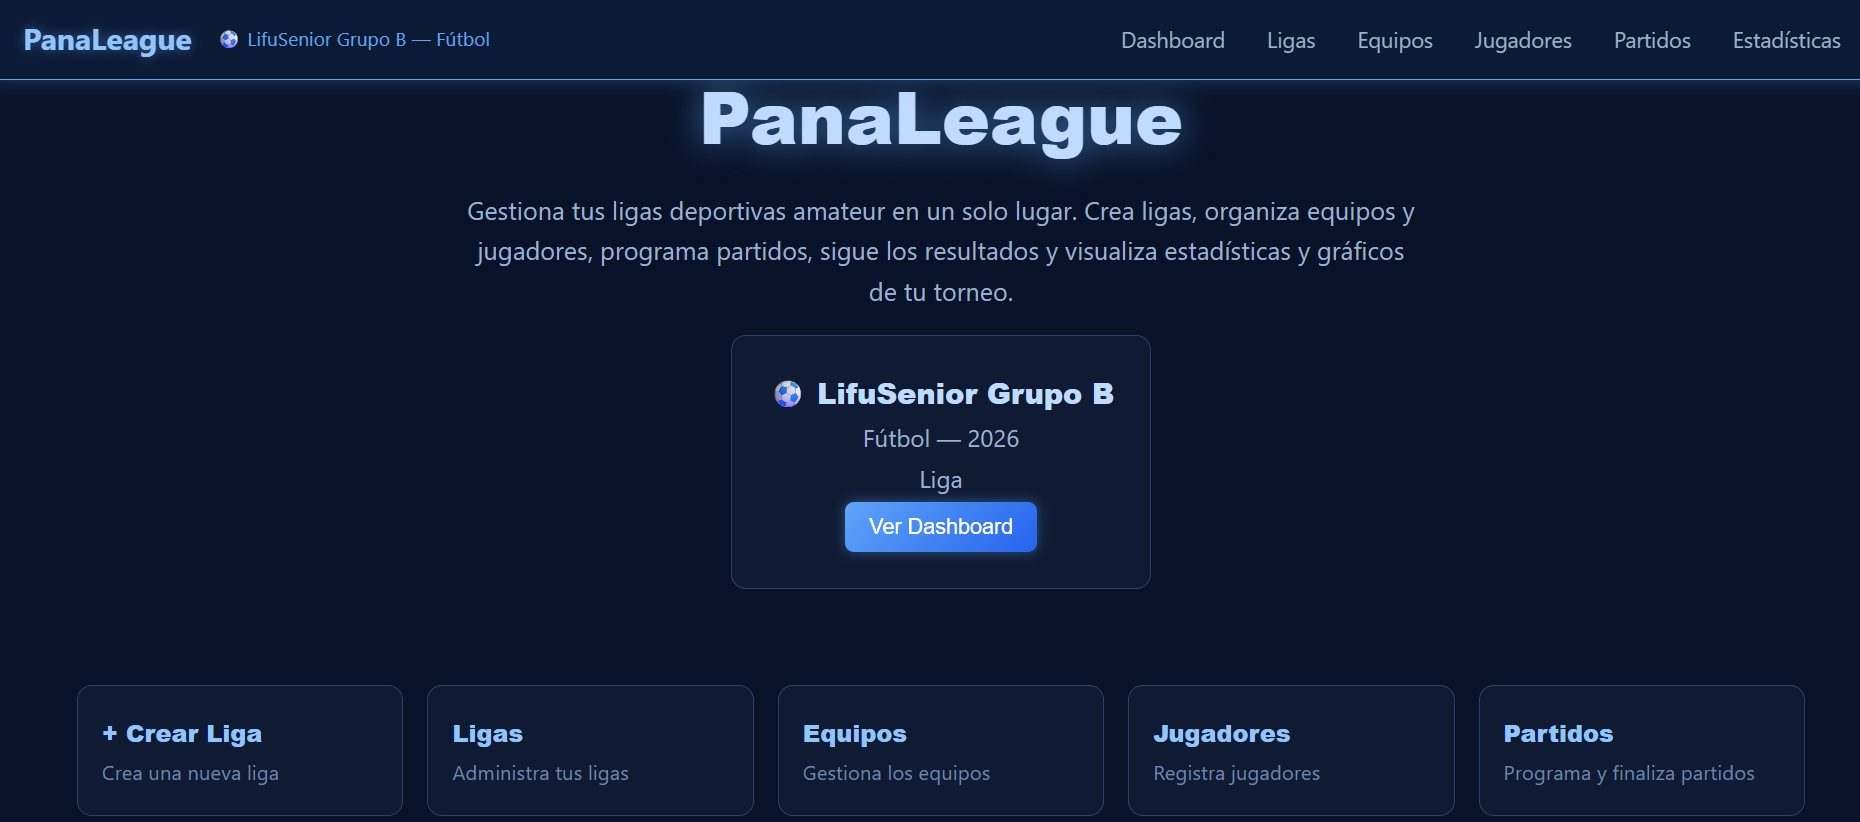 PanaLeague
⚽ LifuSenior Grupo B — Fútbol
Dashboard
Ligas
Equipos
Jugadores
Partidos
Estadísticas
PanaLeague
Gestiona tus ligas deportivas amateur en un solo lugar. Crea ligas, organiza equipos y
jugadores, programa partidos, sigue los resultados y visualiza estadísticas y gráficos
de tu torneo.
⚽ LifuSenior Grupo B
Fútbol — 2026
Liga
Ver Dashboard
+ Crear Liga
Crea una nueva liga
Ligas
Administra tus ligas
Equipos
Gestiona los equipos
Jugadores
Registra jugadores
Partidos
Programa y finaliza partidos